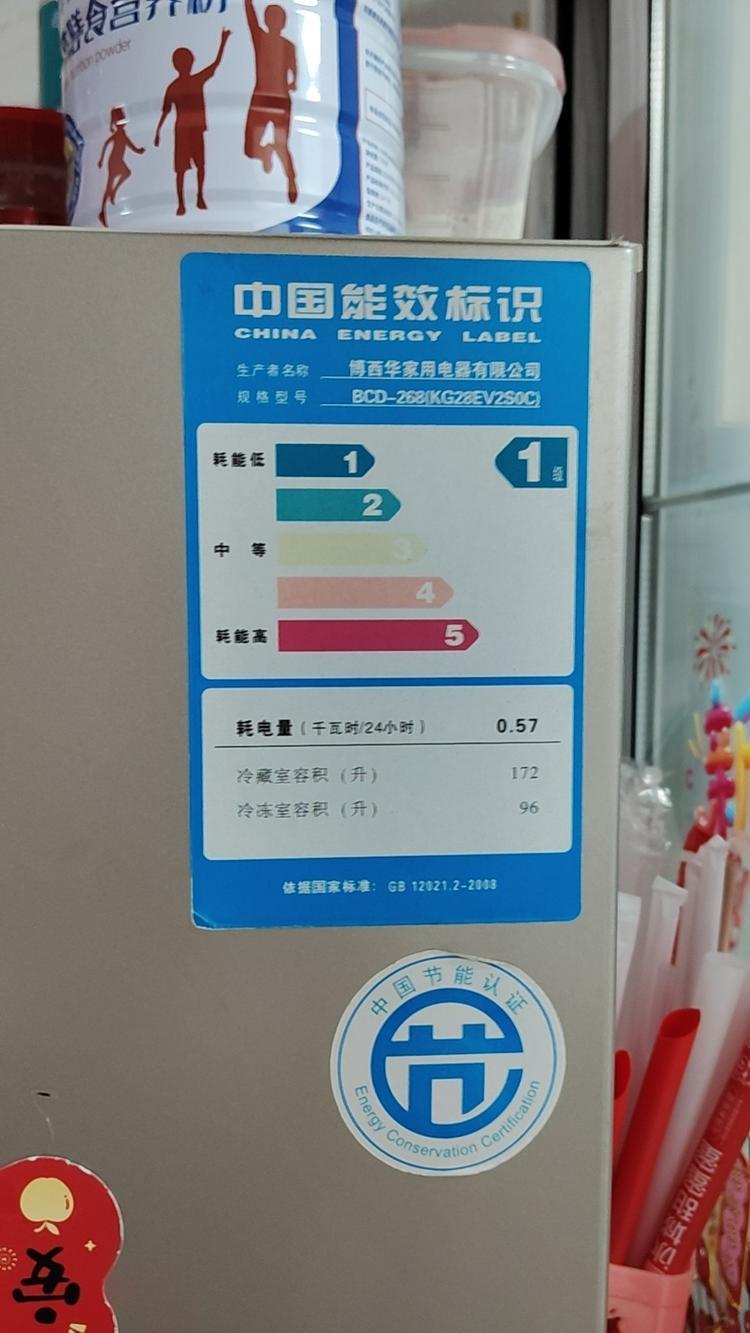 nutrition powder
中国能效标识
CHINA ENERGY LABEL
生产者名称 博西华家用电器有限公司
规格型号 BCD-268(KG28EV2S0C)
耗能低 1 1级
2
中 等 3
4
耗能高 5
耗电量（千瓦时/24小时） 0.57
冷藏室容积（升） 172
冷冻室容积（升） 96
依据国家标准：GB 12021.2-2008
中国节能认证
节
Energy Conservation Certification
安